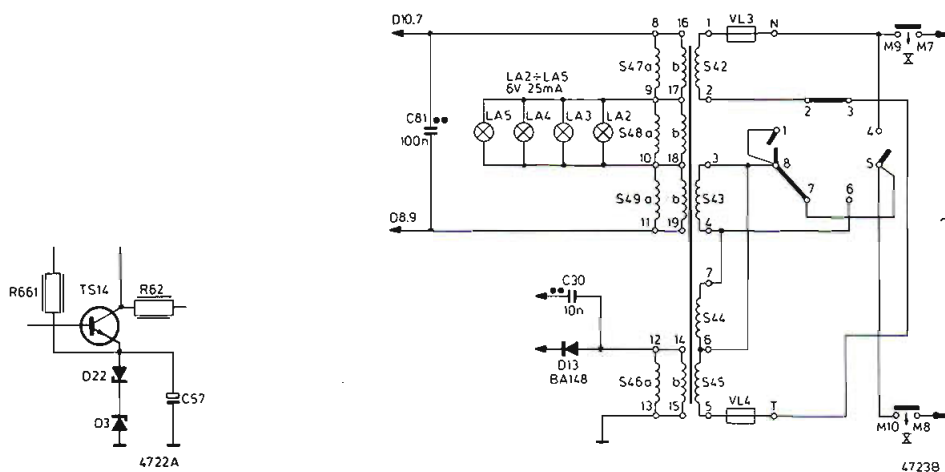 D10.7
C81
100n
D8.9
LA2÷LA5
6V 25mA
LA5 LA4 LA3 LA2
8 16
S47a b
9 17
S48a b
10 18
S49a b
11 19
C30
10n
D13
BA148
12 14
S46a b
13 15
1 VL3 N
S42
2
3
S43
4
7
S44
6
S45
5 VL4 T
2 3
1
8
7 6
4
5
M9 M7
X
M10 M8
X
4723B
R661
TS14
R62
D22
D3
C57
4722A